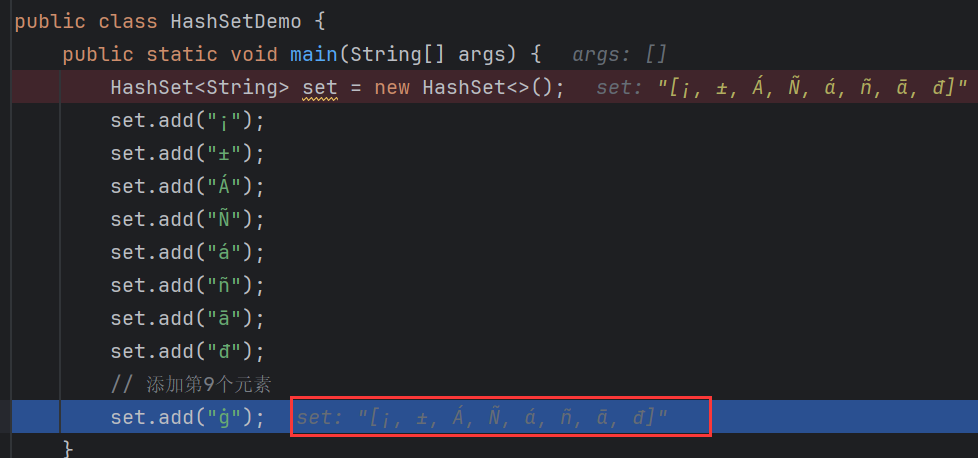 public class HashSetDemo {
public static void main(String[] args) { args: []
HashSet<String> set = new HashSet<>(); set: "[¡, ±, Á, Ñ, á, ñ, ā, đ]"
set.add("¡");
set.add("±");
set.add("Á");
set.add("Ñ");
set.add("á");
set.add("ñ");
set.add("ā");
set.add("đ");
// 添加第9个元素
set.add("ġ"); set: "[¡, ±, Á, Ñ, á, ñ, ā, đ]"
}